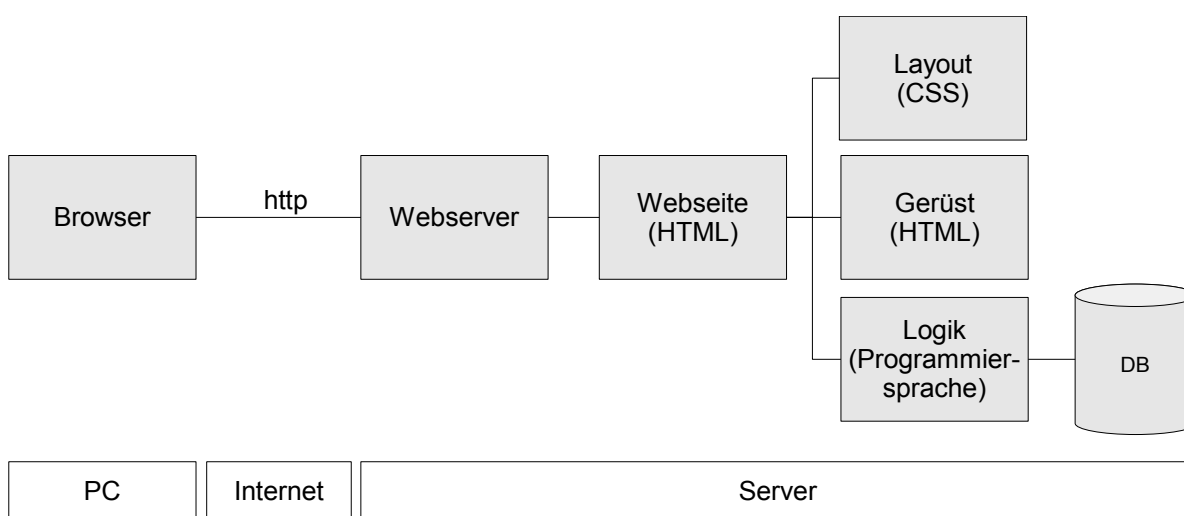 Layout
(CSS)
Browser
http
Webserver
Webseite
(HTML)
Gerüst
(HTML)
Logik
(Programmier-
sprache)
DB
PC
Internet
Server